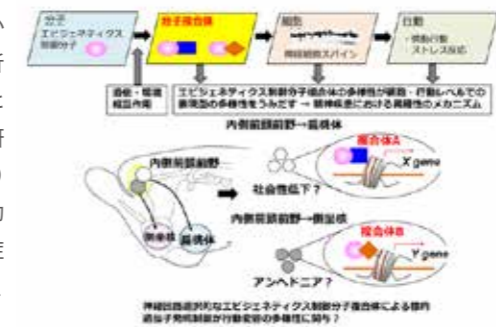 分子
エピジェネティクス
制御分子
分子複合体
細胞
神経細胞スパイン
行動
・情動行動
・ストレス反応
遺伝・環境
相互作用
エピジェネティクス制御分子複合体の多様性が細胞・行動レベルでの
表現型の多様性をうみだす → 精神疾患における異種性のメカニズム
内側前頭前野→扁桃体
複合体A
X gene
内側前頭前野
社会性低下？
側坐核
扁桃体
内側前頭前野→側坐核
複合体B
Y gene
アンヘドニア？
神経回路選択的なエピジェネティクス制御分子複合体による標的
遺伝子発現制御が行動変容の多様性に関与？